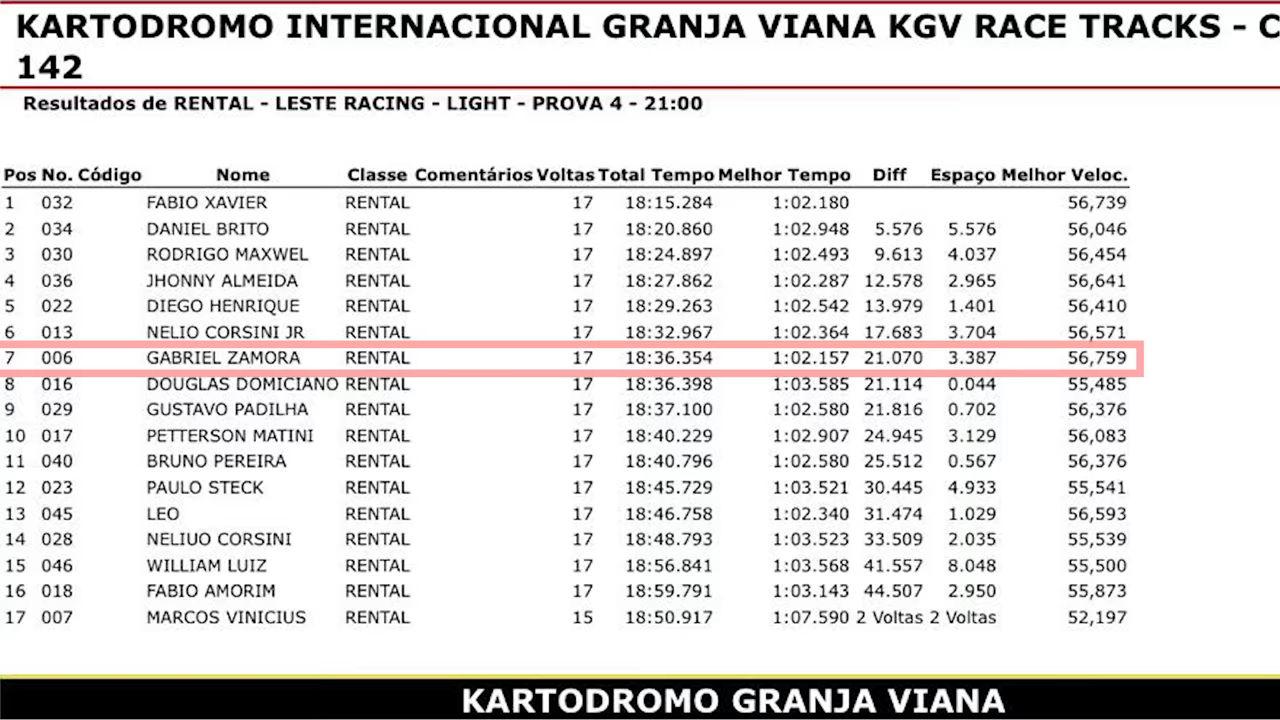 KARTODROMO INTERNACIONAL GRANJA VIANA KGV RACE TRACKS - C
142
Resultados de RENTAL - LESTE RACING - LIGHT - PROVA 4 - 21:00
Pos No. Código Nome Classe Comentários Voltas Total Tempo Melhor Tempo Diff Espaço Melhor Veloc.
1 032 FABIO XAVIER RENTAL 17 18:15.284 1:02.180 56,739
2 034 DANIEL BRITO RENTAL 17 18:20.860 1:02.948 5.576 5.576 56,046
3 030 RODRIGO MAXWEL RENTAL 17 18:24.897 1:02.493 9.613 4.037 56,454
4 036 JHONNY ALMEIDA RENTAL 17 18:27.862 1:02.287 12.578 2.965 56,641
5 022 DIEGO HENRIQUE RENTAL 17 18:29.263 1:02.542 13.979 1.401 56,410
6 013 NELIO CORSINI JR RENTAL 17 18:32.967 1:02.364 17.683 3.704 56,571
7 006 GABRIEL ZAMORA RENTAL 17 18:36.354 1:02.157 21.070 3.387 56,759
8 016 DOUGLAS DOMICIANO RENTAL 17 18:36.398 1:03.585 21.114 0.044 55,485
9 029 GUSTAVO PADILHA RENTAL 17 18:37.100 1:02.580 21.816 0.702 56,376
10 017 PETTERSON MATINI RENTAL 17 18:40.229 1:02.907 24.945 3.129 56,083
11 040 BRUNO PEREIRA RENTAL 17 18:40.796 1:02.580 25.512 0.567 56,376
12 023 PAULO STECK RENTAL 17 18:45.729 1:03.521 30.445 4.933 55,541
13 045 LEO RENTAL 17 18:46.758 1:02.340 31.474 1.029 56,593
14 028 NELIUO CORSINI RENTAL 17 18:48.793 1:03.523 33.509 2.035 55,539
15 046 WILLIAM LUIZ RENTAL 17 18:56.841 1:03.568 41.557 8.048 55,500
16 018 FABIO AMORIM RENTAL 17 18:59.791 1:03.143 44.507 2.950 55,873
17 007 MARCOS VINICIUS RENTAL 15 18:50.917 1:07.590 2 Voltas 2 Voltas 52,197
KARTODROMO GRANJA VIANA